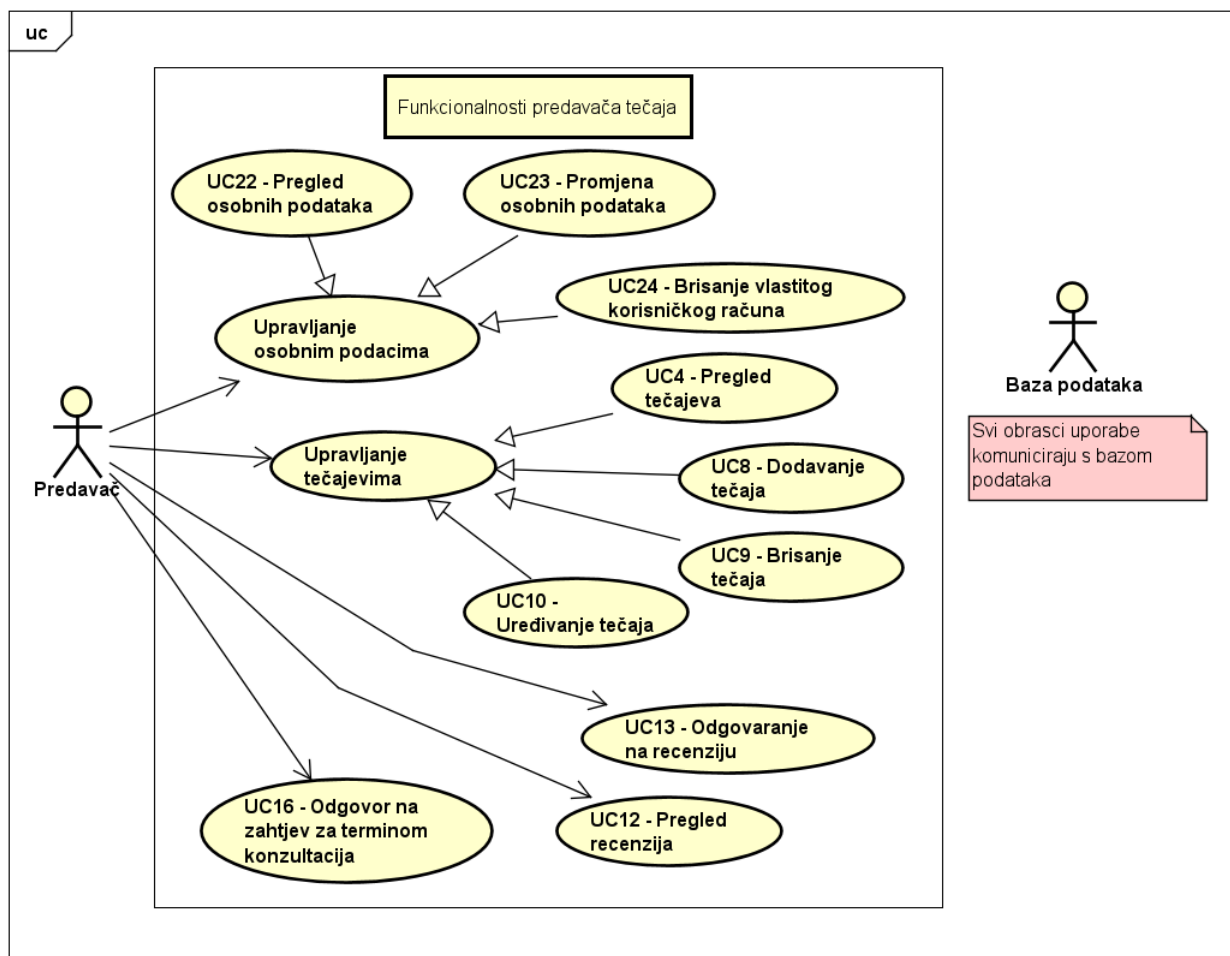 uc
Funkcionalnosti predavača tečaja
UC22 - Pregled
osobnih podataka
UC23 - Promjena
osobnih podataka
UC24 - Brisanje vlastitog
korisničkog računa
Upravljanje
osobnim podacima
UC4 - Pregled
tečajeva
Baza podataka
Svi obrasci uporabe
komuniciraju s bazom
podataka
Predavač
Upravljanje
tečajevima
UC8 - Dodavanje
tečaja
UC9 - Brisanje
tečaja
UC10 -
Uređivanje tečaja
UC13 - Odgovaranje
na recenziju
UC16 - Odgovor na
zahtjev za terminom
konzultacija
UC12 - Pregled
recenzija